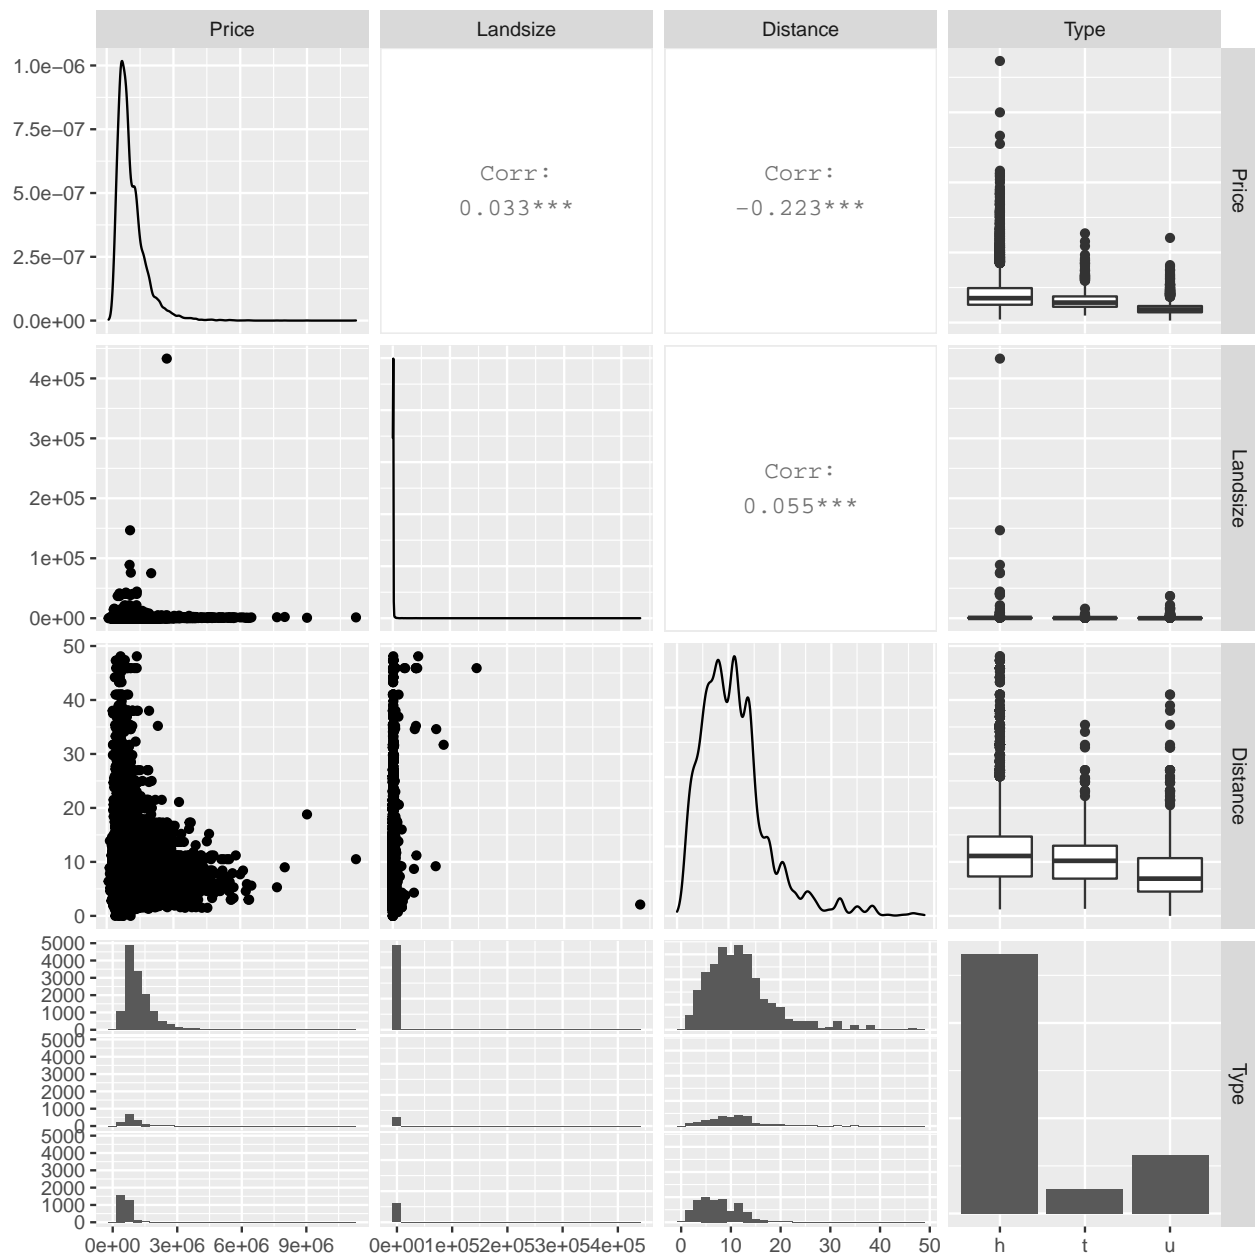 Price
Landsize
Distance
Type
1.0e−06
7.5e−07
5.0e−07
2.5e−07
0.0e+00
Corr:
0.033***
Corr:
−0.223***
Price
4e+05
3e+05
2e+05
1e+05
0e+00
Corr:
0.055***
Landsize
50
40
30
20
10
0
Distance
5000
4000
3000
2000
1000
0
5000
4000
3000
2000
1000
0
5000
4000
3000
2000
1000
0
Type
0e+00 3e+06 6e+06 9e+06
0e+001e+052e+053e+054e+05
0 10 20 30 40 50
h t u